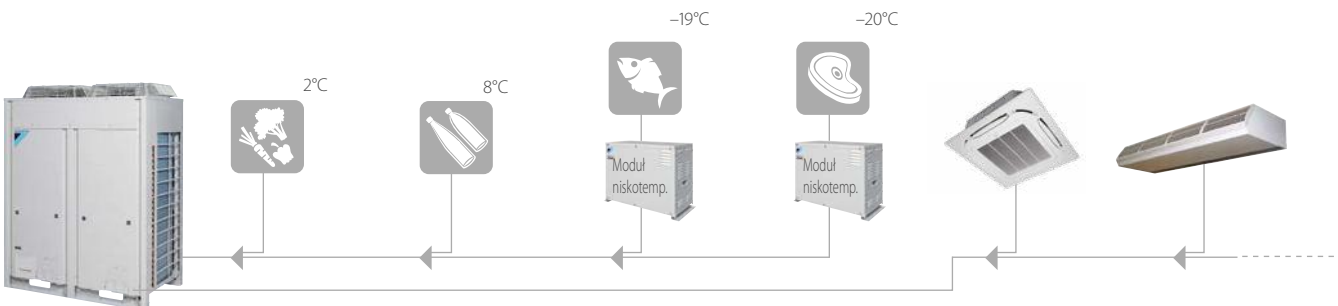 2°C
8°C
–19°C
–20°C
Moduł
niskotemp.
Moduł
niskotemp.